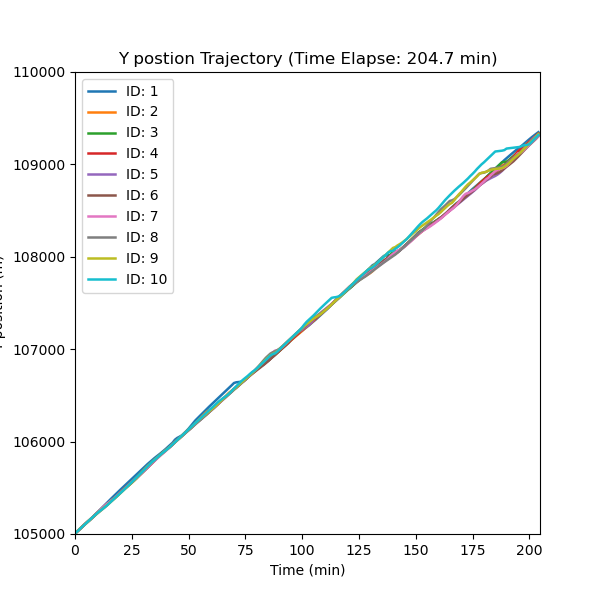 Y postion Trajectory (Time Elapse: 204.7 min)
110000
109000
108000
107000
106000
105000
ID: 1
ID: 2
ID: 3
ID: 4
ID: 5
ID: 6
ID: 7
ID: 8
ID: 9
ID: 10
0 25 50 75 100 125 150 175 200
Time (min)